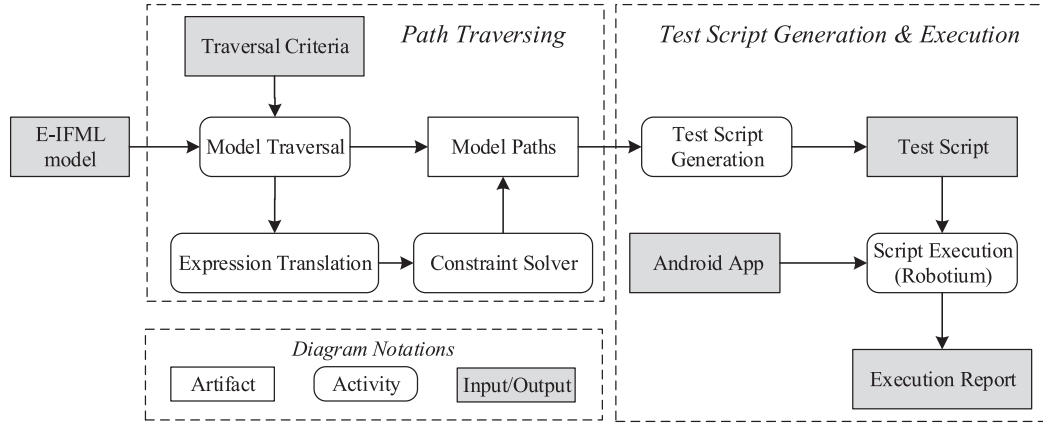 Path Traversing
Test Script Generation & Execution
Traversal Criteria
E-IFML
model
Model Traversal
Model Paths
Test Script
Generation
Test Script
Expression Translation
Constraint Solver
Android App
Script Execution
(Robotium)
Diagram Notations
Artifact
Activity
Input/Output
Execution Report